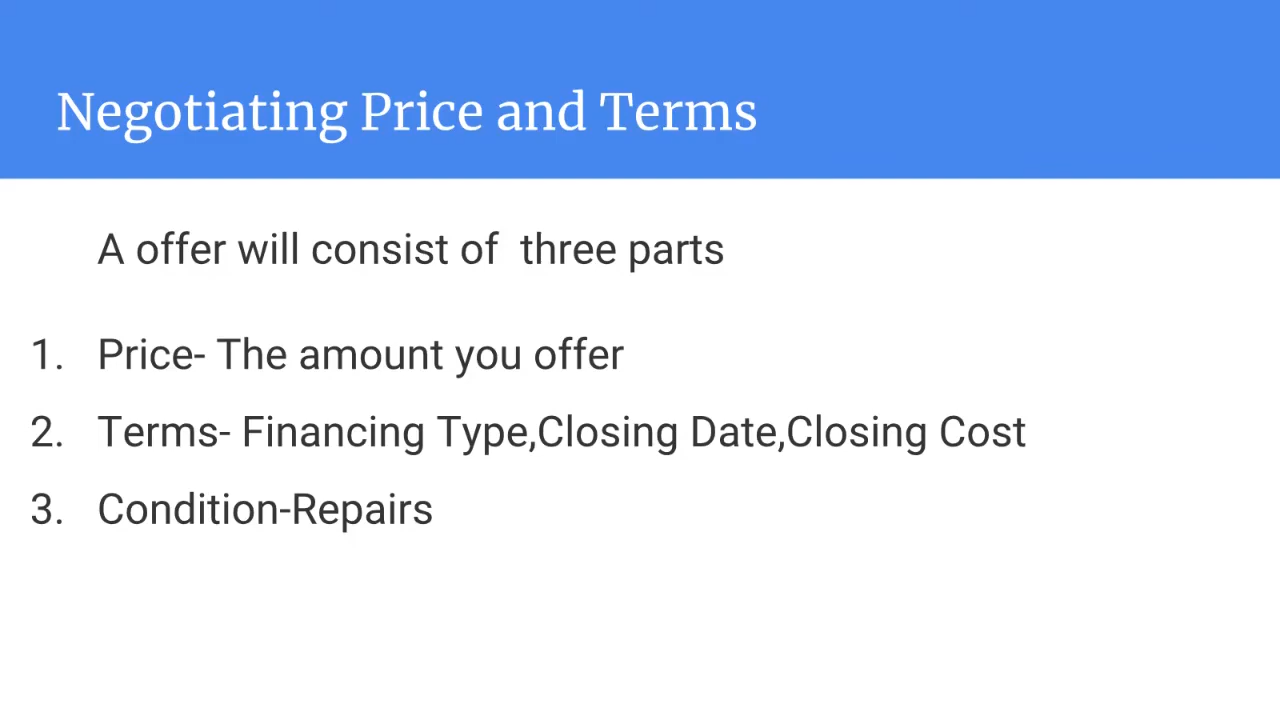 Negotiating Price and Terms
A offer will consist of  three parts
1. Price- The amount you offer
2. Terms- Financing Type,Closing Date,Closing Cost
3. Condition-Repairs